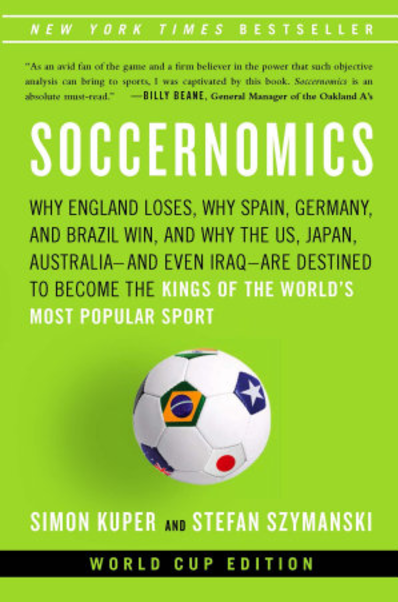 NEW YORK TIMES BESTSELLER
"As an avid fan of the game and a firm believer in the power that such objective
analysis can bring to sports, I was captivated by this book. Soccernomics is an
absolute must-read." —BILLY BEANE, General Manager of the Oakland A's
SOCCERNOMICS
WHY ENGLAND LOSES, WHY SPAIN, GERMANY,
AND BRAZIL WIN, AND WHY THE US, JAPAN,
AUSTRALIA—AND EVEN IRAQ—ARE DESTINED
TO BECOME THE KINGS OF THE WORLD'S
MOST POPULAR SPORT
SIMON KUPER AND STEFAN SZYMANSKI
WORLD CUP EDITION